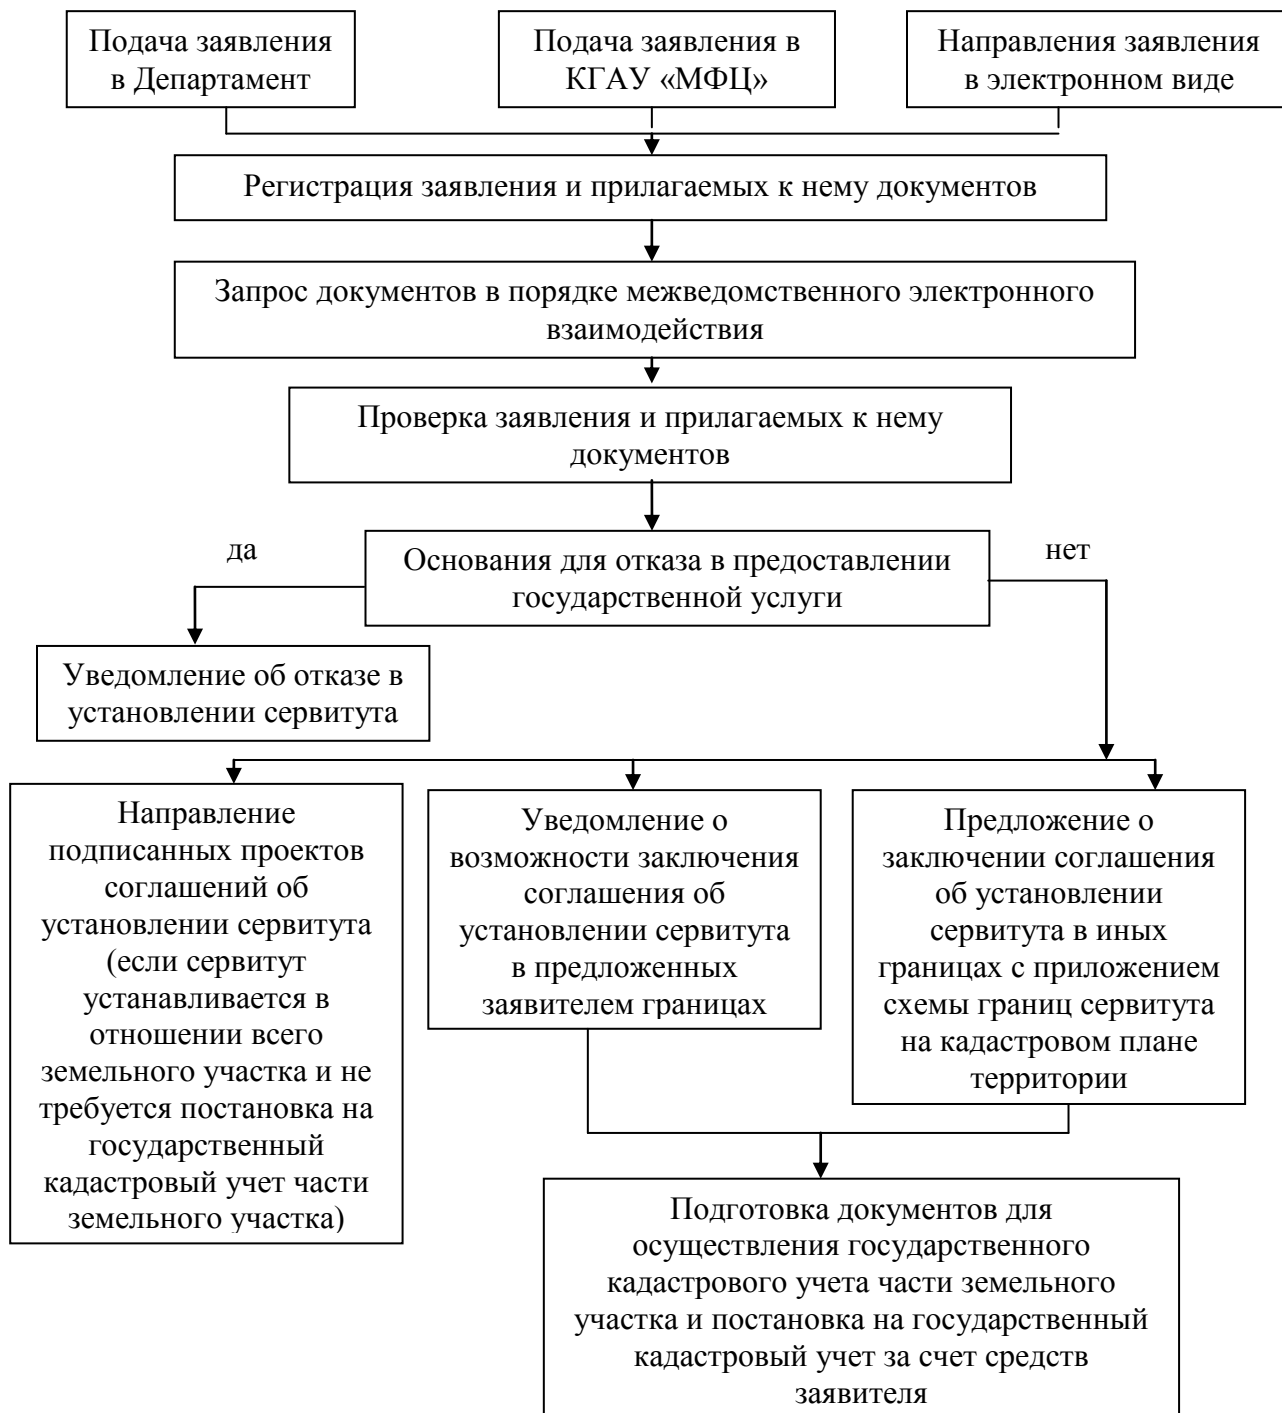 Подача заявления
в Департамент
Подача заявления в
КГАУ «МФЦ»
Направления заявления
в электронном виде
Регистрация заявления и прилагаемых к нему документов
Запрос документов в порядке межведомственного электронного
взаимодействия
Проверка заявления и прилагаемых к нему
документов
да
Основания для отказа в предоставлении
государственной услуги
нет
Уведомление об отказе в
установлении сервитута
Направление
подписанных проектов
соглашений об
установлении сервитута
(если сервитут
устанавливается в
отношении всего
земельного участка и не
требуется постановка на
государственный
кадастровый учет части
земельного участка)
Уведомление о
возможности заключения
соглашения об
установлении сервитута
в предложенных
заявителем границах
Предложение о
заключении соглашения
об установлении
сервитута в иных
границах с приложением
схемы границ сервитута
на кадастровом плане
территории
Подготовка документов для
осуществления государственного
кадастрового учета части земельного
участка и постановка на государственный
кадастровый учет за счет средств
заявителя